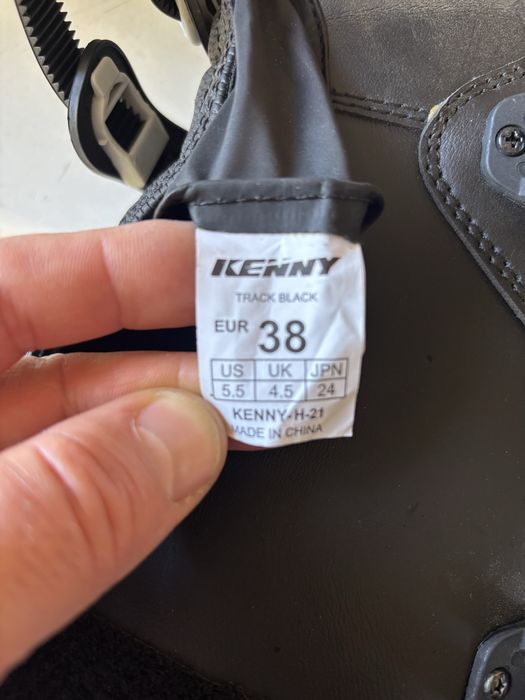 KENNY
TRACK BLACK
EUR 38
US UK JPN
5.5 4.5 24
KENNY-H-21
MADE IN CHINA